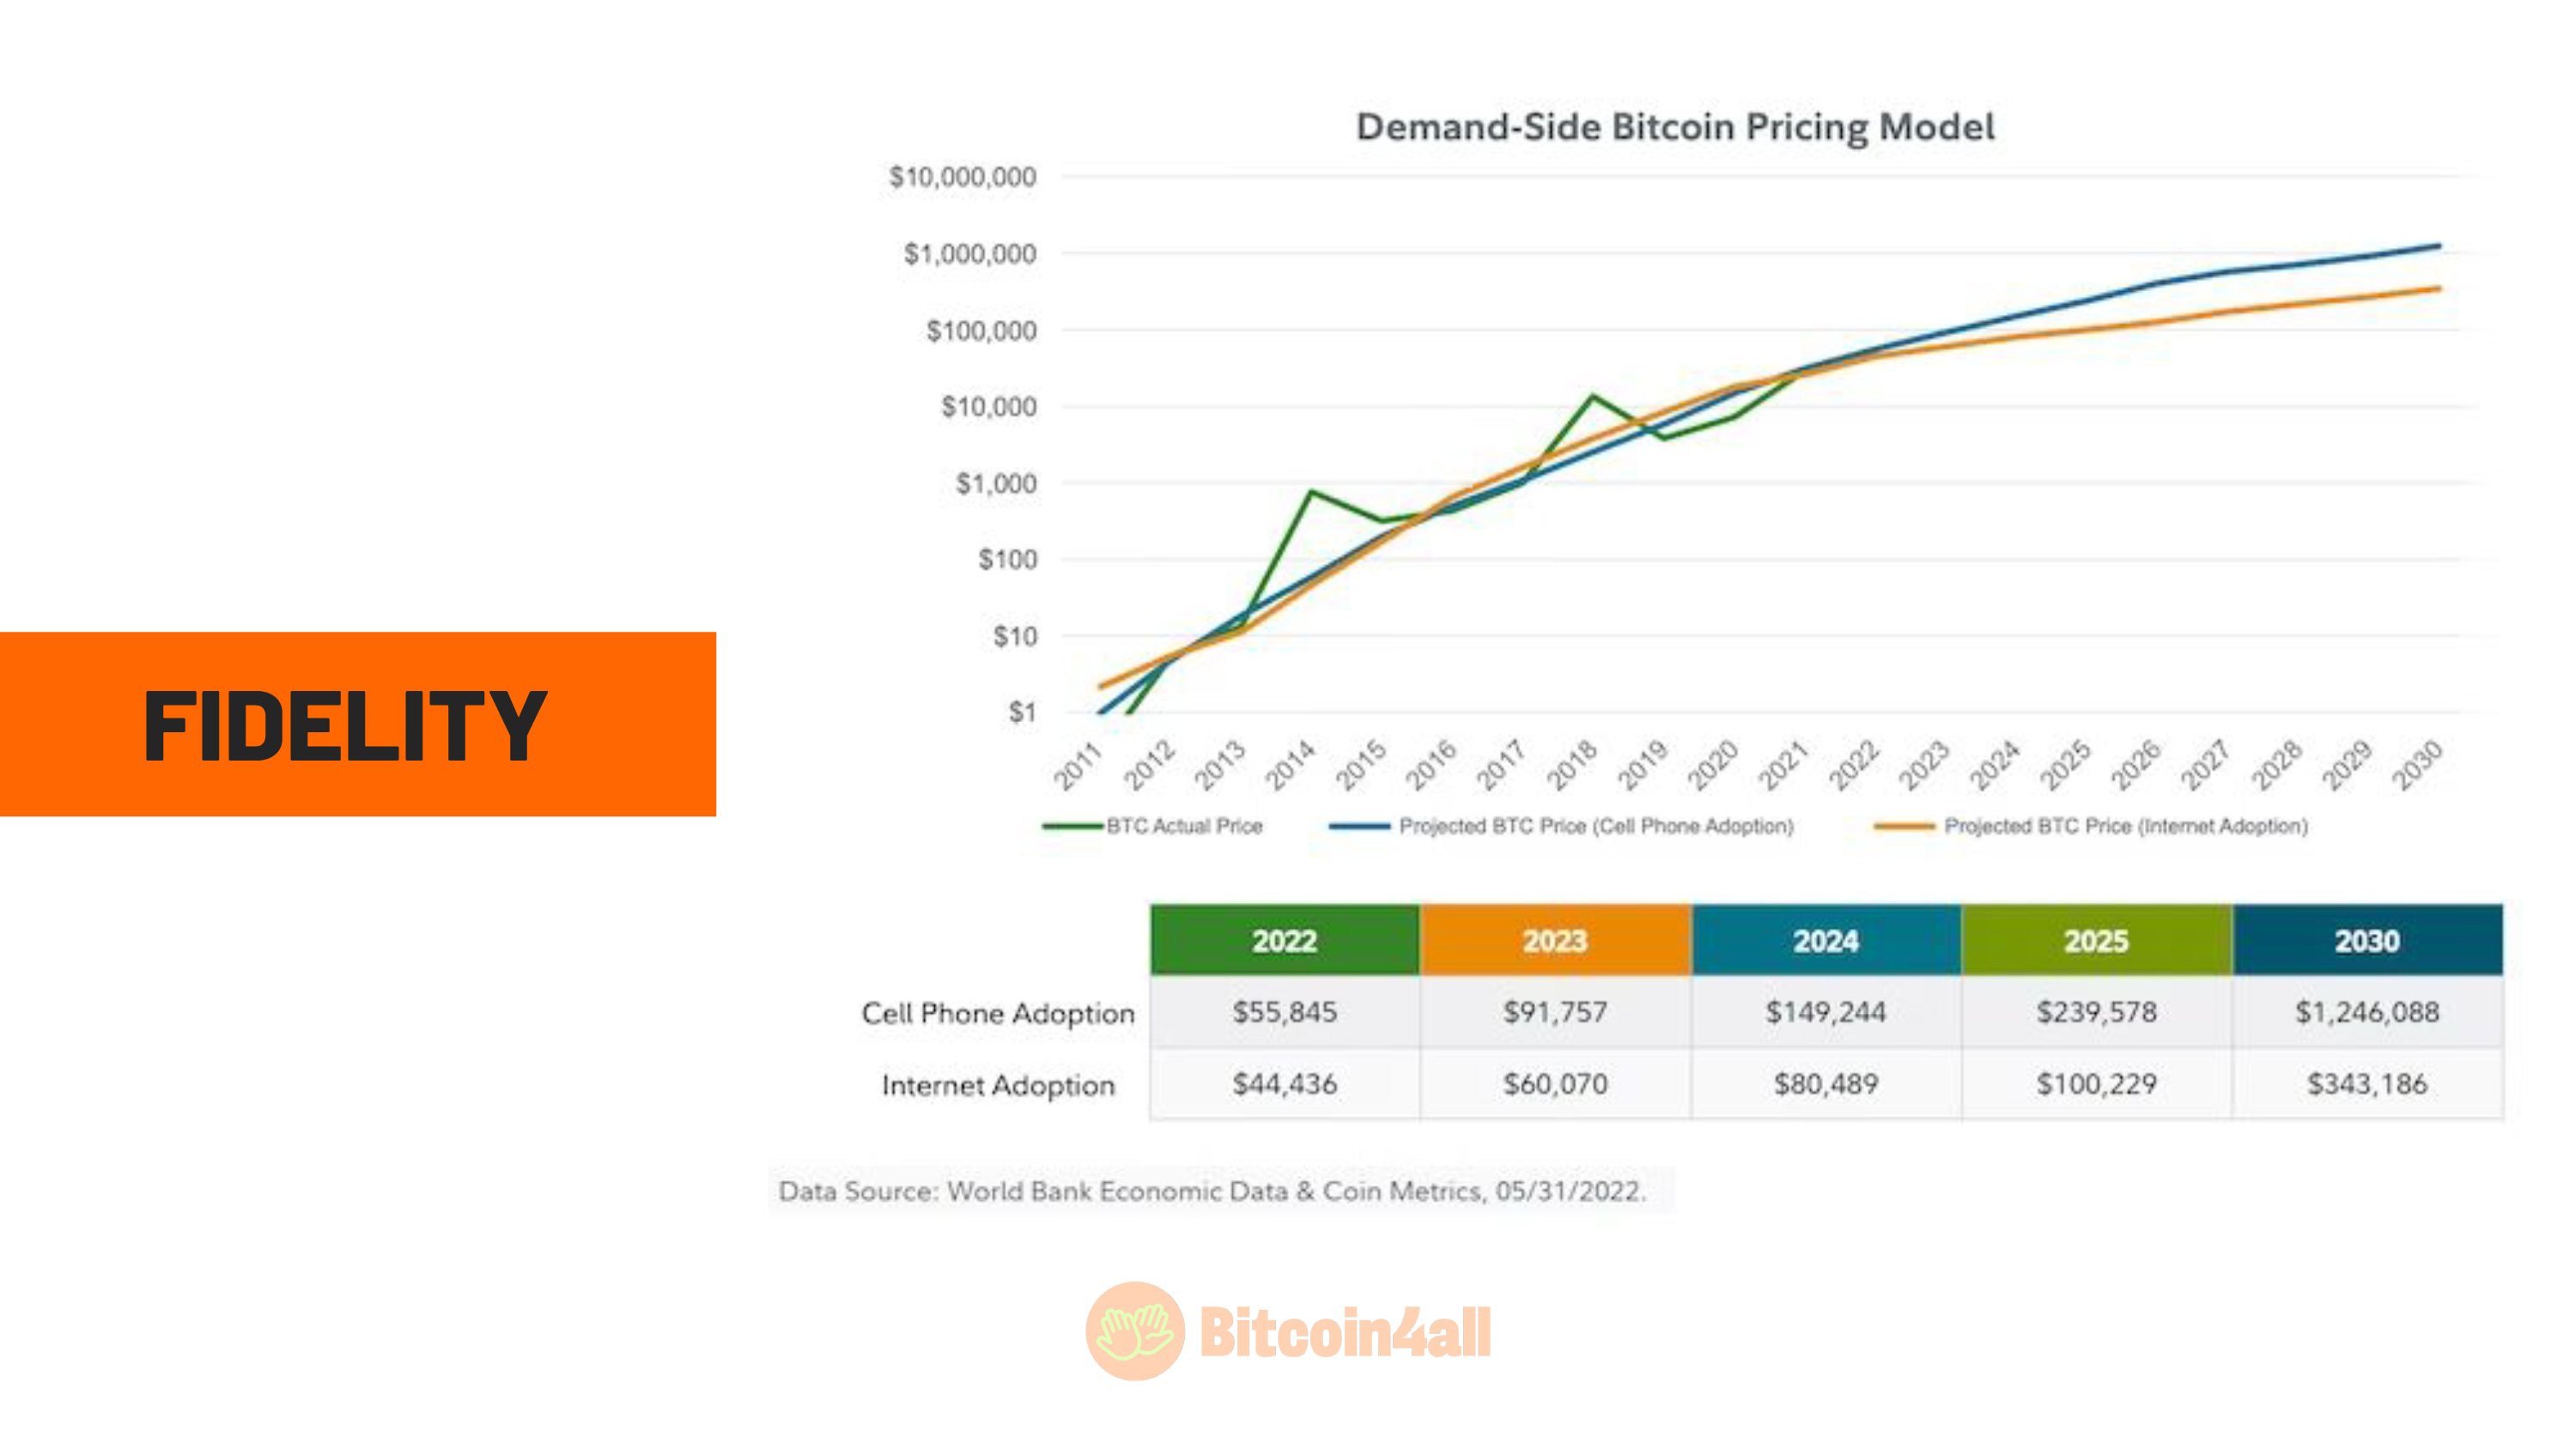 FIDELITY
Demand-Side Bitcoin Pricing Model
$10,000,000
$1,000,000
$100,000
$10,000
$1,000
$100
$10
$1
2011 2012 2013 2014 2015 2016 2017 2018 2019 2020 2021 2022 2023 2024 2025 2026 2027 2028 2029 2030
BTC Actual Price Projected BTC Price (Cell Phone Adoption) Projected BTC Price (Internet Adoption)
2022 2023 2024 2025 2030
Cell Phone Adoption $55,845 $91,757 $149,244 $239,578 $1,246,088
Internet Adoption $44,436 $60,070 $80,489 $100,229 $343,186
Data Source: World Bank Economic Data & Coin Metrics, 05/31/2022.
Bitcoin4all